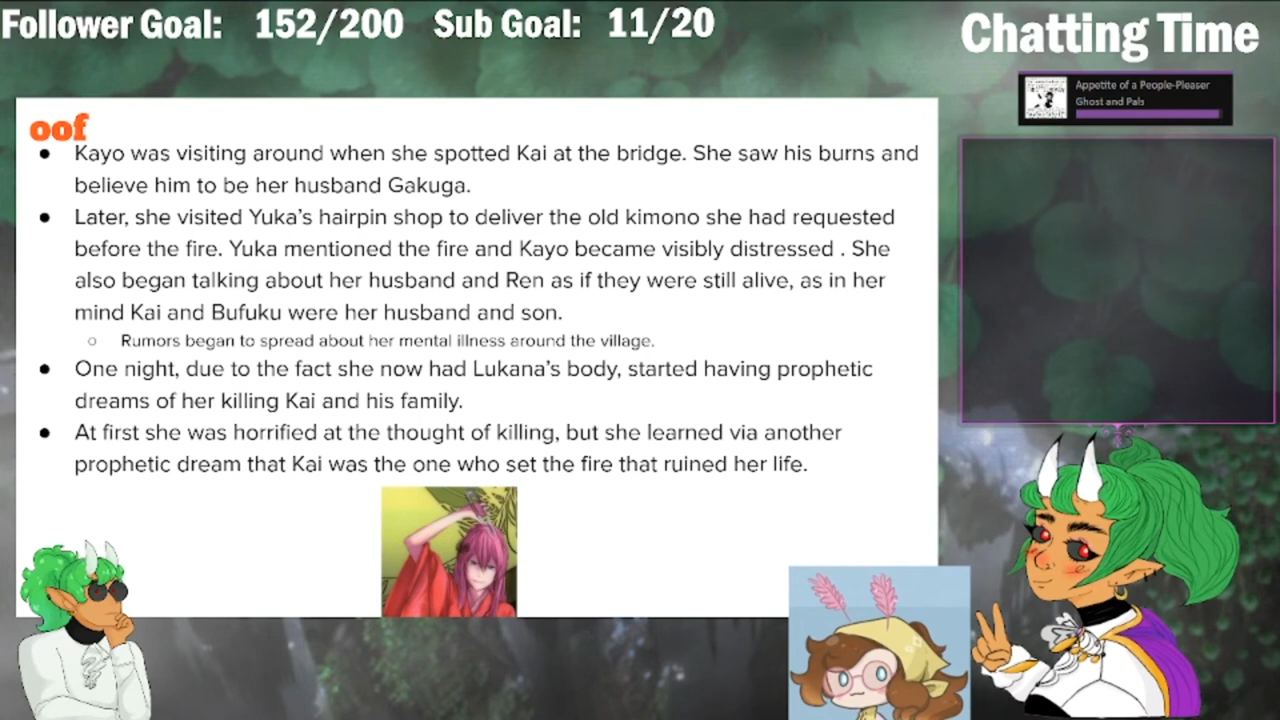 Follower Goal: 152/200 Sub Goal: 11/20
Chatting Time
Appetite of a People-Pleaser
Ghost and Pals
oof
● Kayo was visiting around when she spotted Kai at the bridge. She saw his burns and
believe him to be her husband Gakuga.
● Later, she visited Yuka’s hairpin shop to deliver the old kimono she had requested
before the fire. Yuka mentioned the fire and Kayo became visibly distressed . She
also began talking about her husband and Ren as if they were still alive, as in her
mind Kai and Bufuku were her husband and son.
○ Rumors began to spread about her mental illness around the village.
● One night, due to the fact she now had Lukana’s body, started having prophetic
dreams of her killing Kai and his family.
● At first she was horrified at the thought of killing, but she learned via another
prophetic dream that Kai was the one who set the fire that ruined her life.